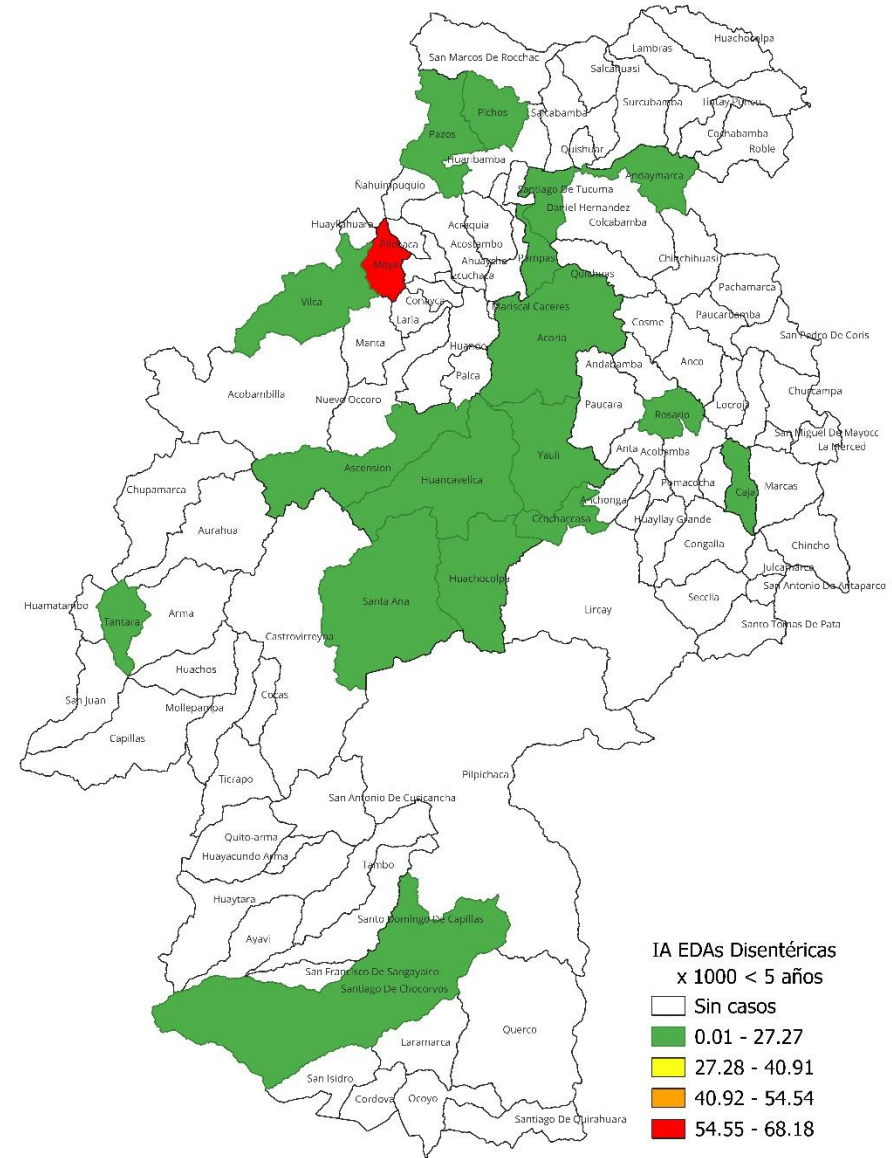 Huachocolpa
Lambras
San Marcos De Rocchac
Salcahuasi
Surcubamba
Pichos
Salcabamba
Pazos
Cochabamba
Roble
Quishuar
Huaribamba
Andaymarca
Ñahuimpuquio
Santiago De Tucuma
Daniel Hernandez
Colcabamba
Huayllahuara
Acraquia
Pilchaca
Acostambo
Moya
Ahuaycha
Pampas
Chinchihuasi
Izcuchaca
Quichuas
Pachamarca
Conayca
Vilca
Mariscal Caceres
Paucarbamba
Laria
Cosme
San Pedro De Coris
Manta
Huando
Acoria
Andabamba
Anco
Palca
Acobambilla
Nuevo Occoro
Churcampa
Paucara
Rosario
Locroja
San Miguel De Mayocc
La Merced
Anta
Acobamba
Yauli
Ascension
Huancavelica
Pomacocha
Marcas
Chupamarca
Caja
Anchonga
Ccochaccasa
Huayllay Grande
Aurahua
Congalla
Chincho
Julcamarca
Huachocolpa
San Antonio De Antaparco
Secclla
Santa Ana
Huamatambo
Lircay
Arma
Tantara
Santo Tomas De Pata
Castrovirreyna
Huachos
Cocas
San Juan
Mollepampa
Capillas
Pilpichaca
Ticrapo
San Antonio De Cusicancha
Quito-arma
Huayacundo Arma
Tambo
Huaytara
Santo Domingo De Capillas
Ayavi
San Francisco De Sangayaico
Santiago De Chocorvos
Querco
Laramarca
San Isidro
Cordova
Ocoyo
Santiago De Quirahuara
IA EDAs Disentéricas
x 1000 < 5 años
Sin casos
0.01 - 27.27
27.28 - 40.91
40.92 - 54.54
54.55 - 68.18